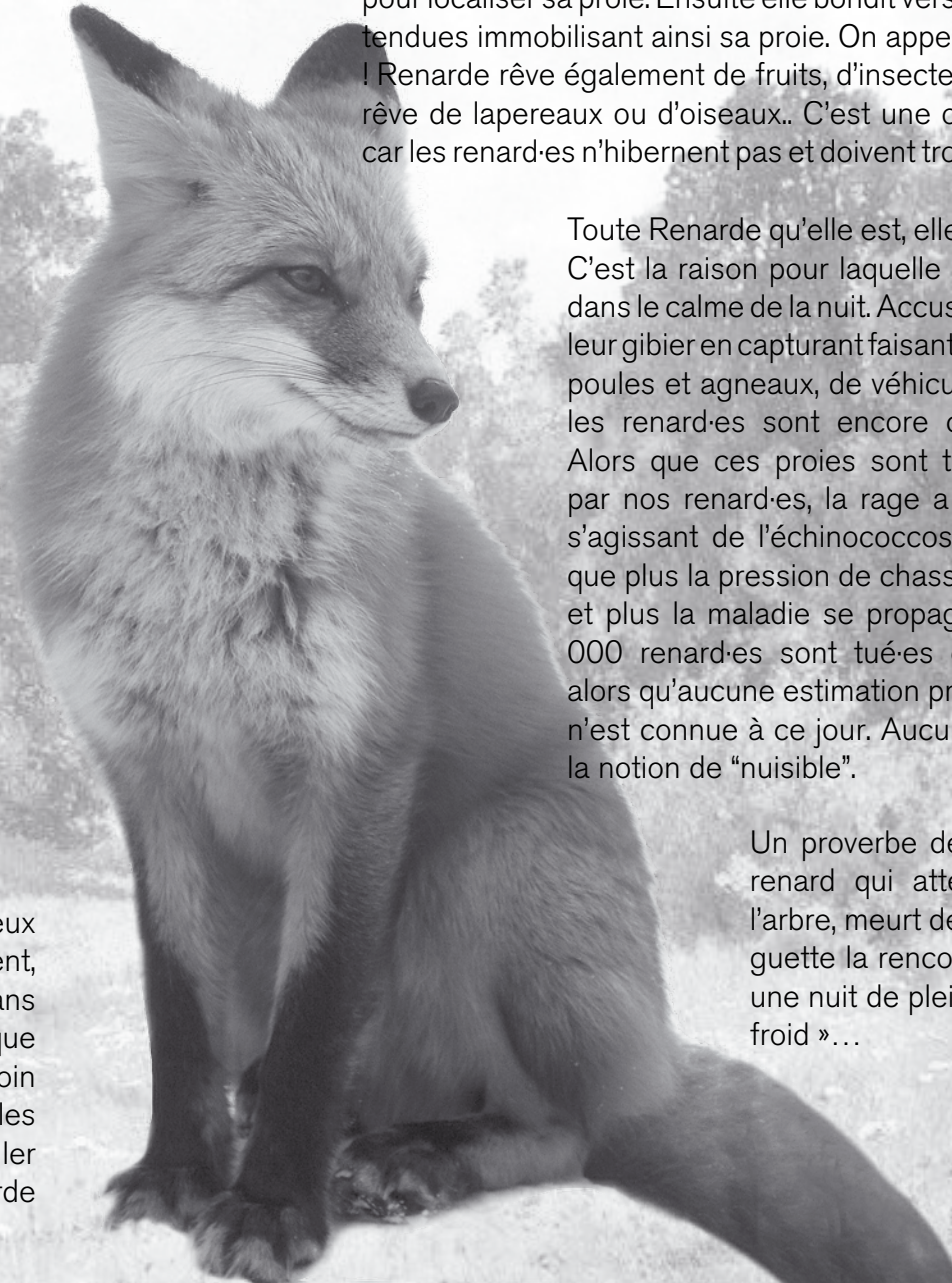 pour localiser sa proie. Ensuite elle bondit vers
tendues immobilisant ainsi sa proie. On appe
! Renarde rêve également de fruits, d’insecte
rêve de lapereaux ou d’oiseaux.. C’est une
car les renard·es n’hibernent pas et doivent tro
Toute Renarde qu’elle est, elle
C’est la raison pour laquelle
dans le calme de la nuit. Accus
leur gibier en capturant faisant
poules et agneaux, de véhicu
les renard·es sont encore
Alors que ces proies sont t
par nos renard·es, la rage a
s’agissant de l’échinococcos
que plus la pression de chass
et plus la maladie se propag
000 renard·es sont tué·es
alors qu’aucune estimation pr
n’est connue à ce jour. Aucu
la notion de “nuisible”.
Un proverbe de
renard qui atte
l’arbre, meurt de
guette la renco
une nuit de plei
froid »…
eux
ent,
ans
que
oin
les
ler
rde